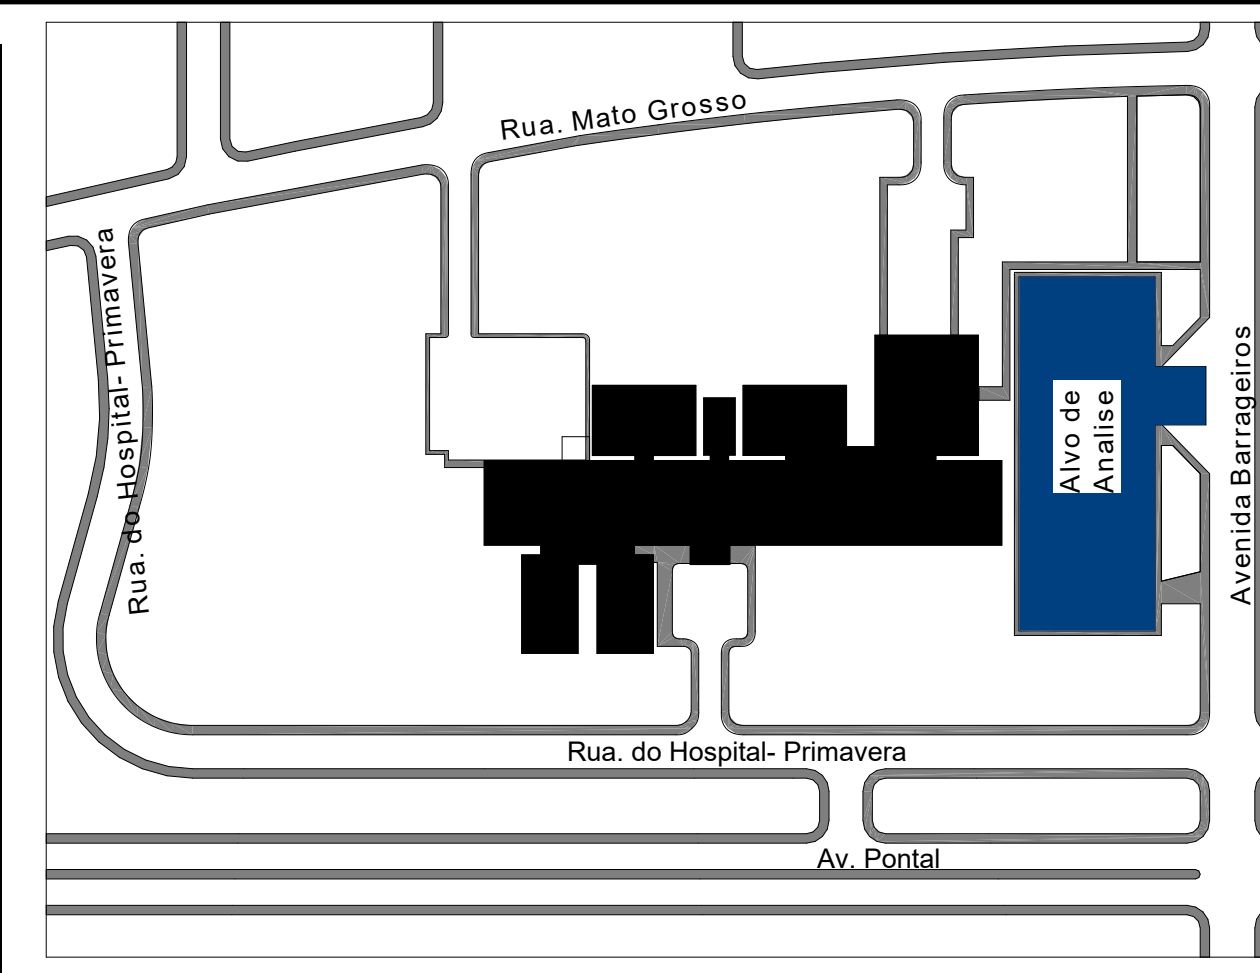 Rua. Mato Grosso
Rua. do Hospital- Primavera
Alvo de
Analise
Avenida Barrageiros
Rua. do Hospital- Primavera
Av. Pontal